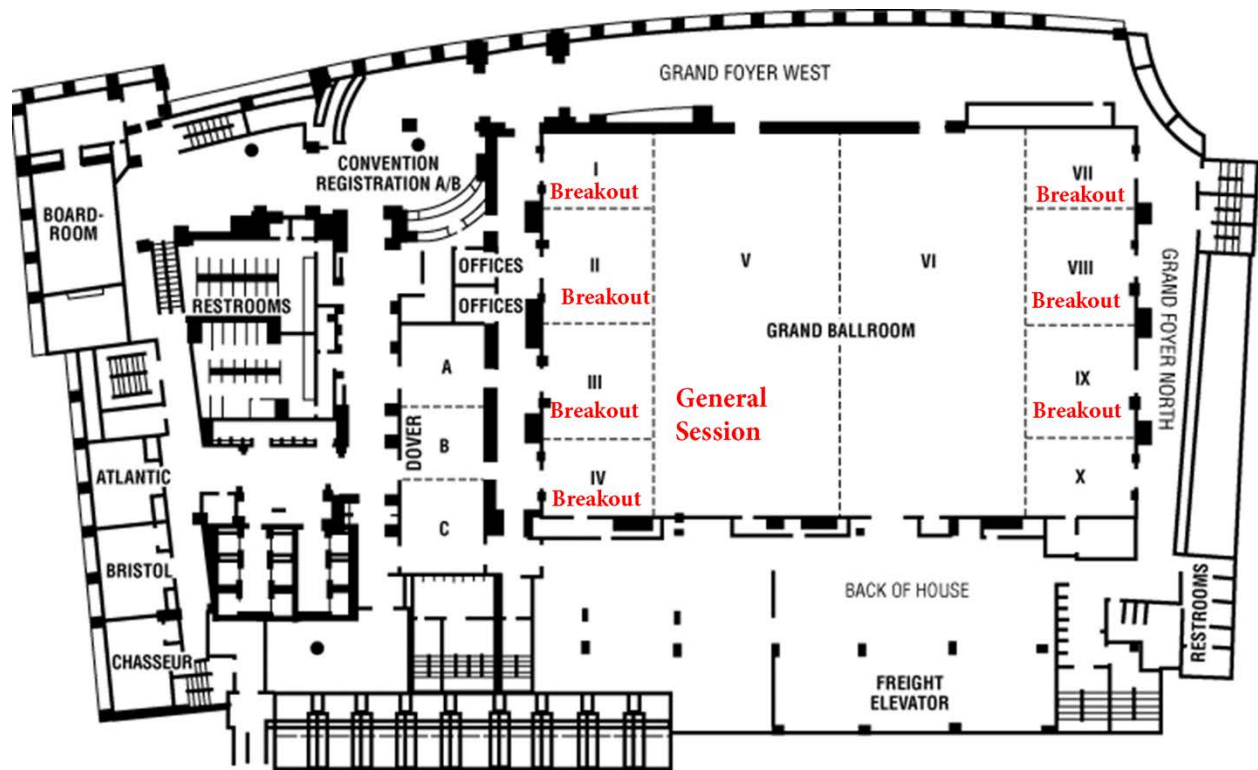 GRAND FOYER WEST
CONVENTION
REGISTRATION A/B
BOARD-
ROOM
I
Breakout
VII
Breakout
OFFICES
OFFICES
II
Breakout
V
VI
VIII
Breakout
RESTROOMS
GRAND BALLROOM
GRAND FOYER NORTH
A
III
Breakout
General
Session
IX
Breakout
DOVER
B
ATLANTIC
IV
Breakout
X
C
BRISTOL
BACK OF HOUSE
RESTROOMS
CHASSEUR
FREIGHT
ELEVATOR